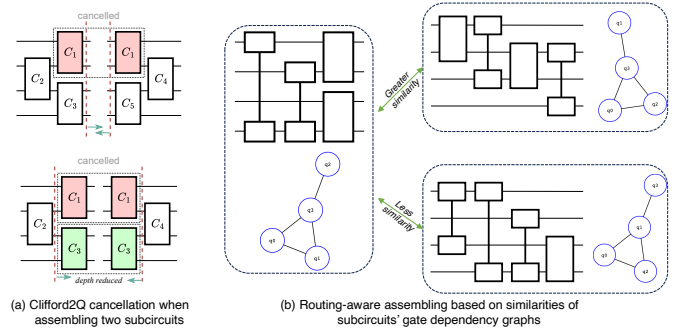 cancelled
C₁ C₁
C₂ C₄
C₃ C₅
cancelled
C₁ C₁
C₂ C₄
C₃ C₃
depth reduced
(a) Clifford2Q cancellation when
assembling two subcircuits
q2
q3
q0
q1
Greater
similarity
q1
q3
q0
q2
Less
similarity
q3
q1
q0
q2
(b) Routing-aware assembling based on similarities of
subcircuits' gate dependency graphs